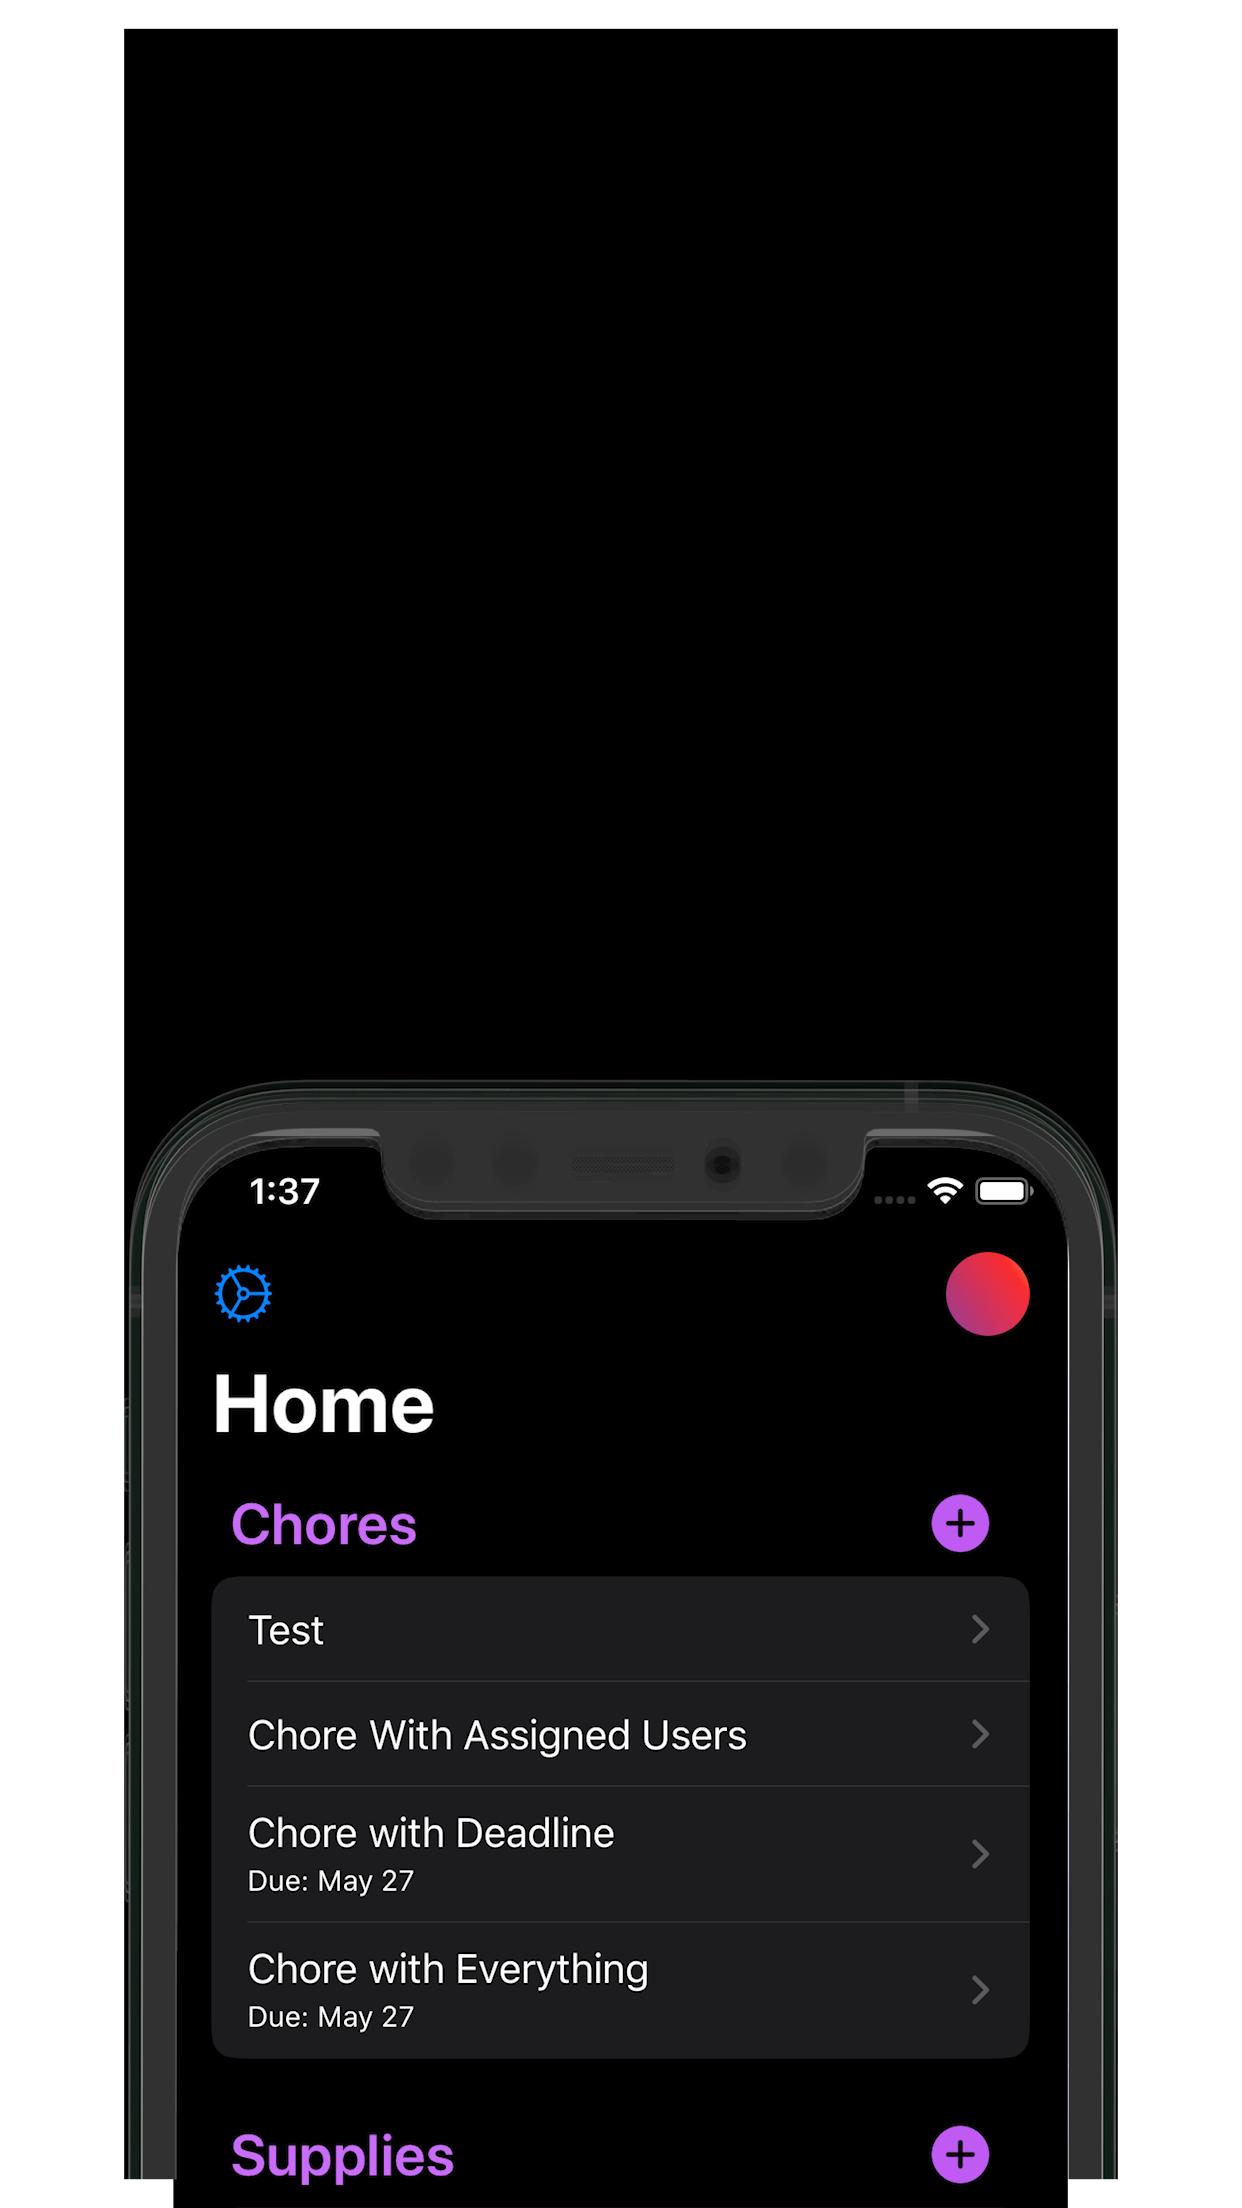 1:37
Home
Chores
Test
Chore With Assigned Users
Chore with Deadline
Due: May 27
Chore with Everything
Due: May 27
Supplies